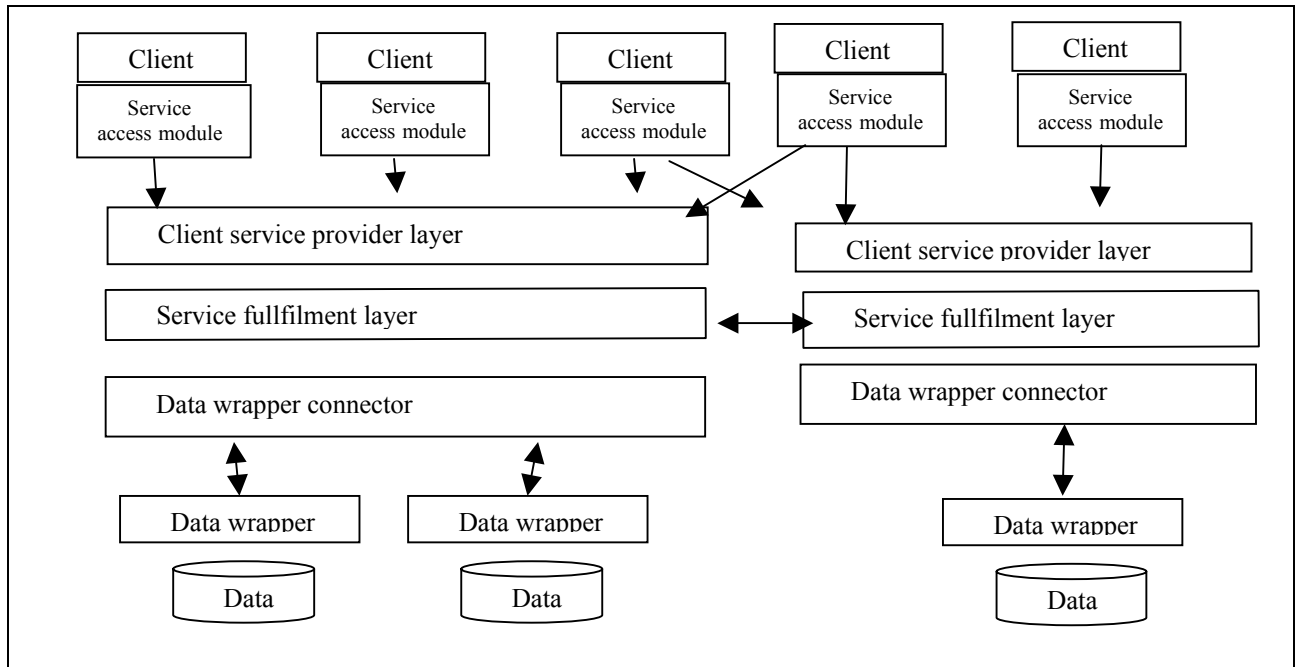 Client
Client
Client
Client
Client
Service
access module
Service
access module
Service
access module
Service
access module
Service
access module
Client service provider layer
Client service provider layer
Service fullfilment layer
Service fullfilment layer
Data wrapper connector
Data wrapper connector
Data wrapper
Data wrapper
Data wrapper
Data
Data
Data